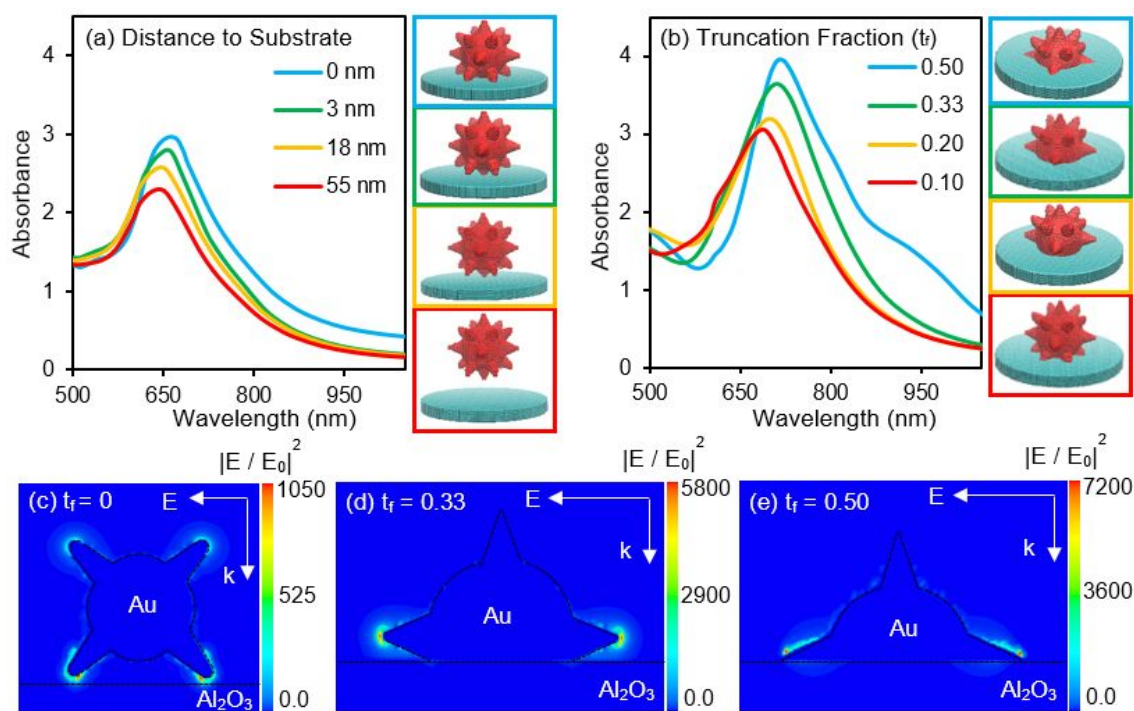 (a) Distance to Substrate
0 nm
3 nm
18 nm
55 nm
Absorbance
4
3
2
1
0
500 650 800 950
Wavelength (nm)
(b) Truncation Fraction (tf)
0.50
0.33
0.20
0.10
Absorbance
4
3
2
1
0
500 650 800 950
Wavelength (nm)
|E / E₀|²
(c) tf = 0
E
k
Au
Al₂O₃
1050
525
0.0
|E / E₀|²
(d) tf = 0.33
E
k
Au
Al₂O₃
5800
2900
0.0
|E / E₀|²
(e) tf = 0.50
E
k
Au
Al₂O₃
7200
3600
0.0